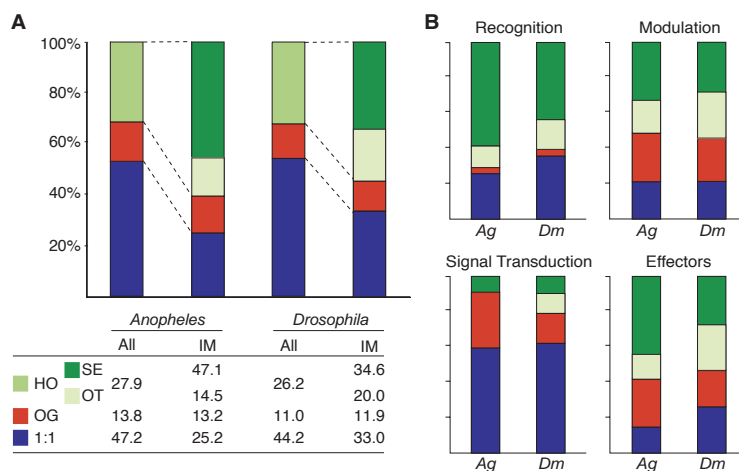 A
100%
80%
60%
40%
20%
Anopheles Drosophila
All IM All IM
SE 47.1 34.6
HO 27.9 26.2
OT 14.5 20.0
OG 13.8 13.2 11.0 11.9
1:1 47.2 25.2 44.2 33.0
B
Recognition Modulation
Ag Dm Ag Dm
Signal Transduction Effectors
Ag Dm Ag Dm